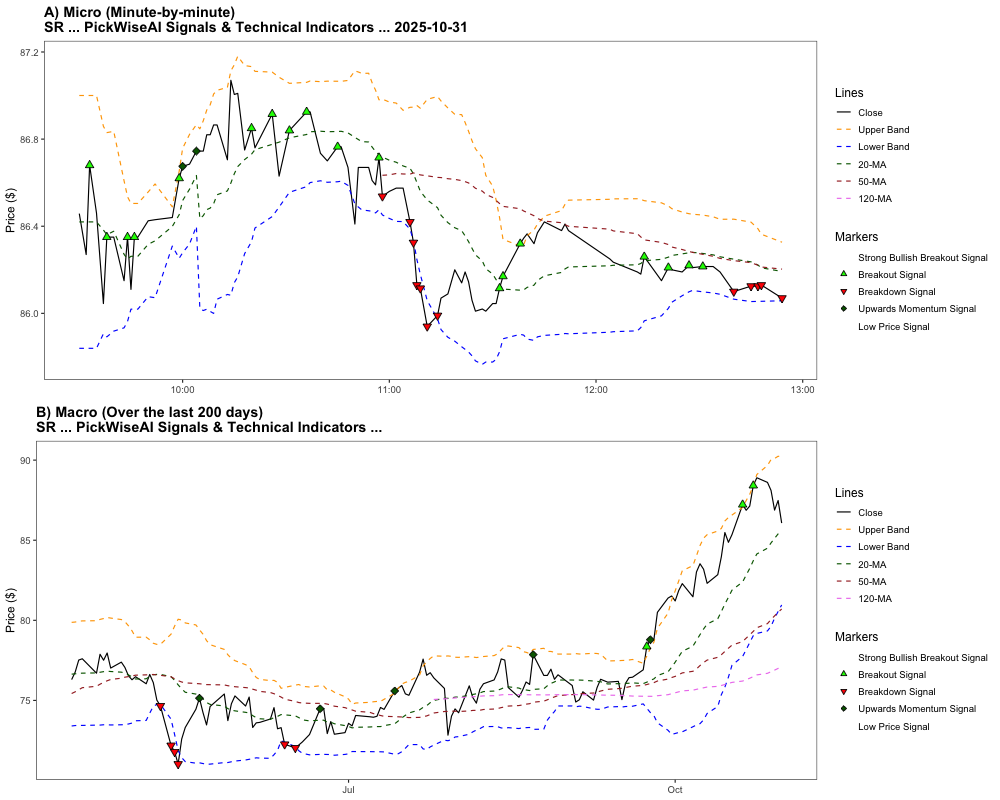 A) Micro (Minute-by-minute)
SR ... PickWiseAI Signals & Technical Indicators ... 2025-10-31
Price ($)
87.2
86.8
86.4
86.0
10:00
11:00
12:00
13:00
Lines
Close
Upper Band
Lower Band
20-MA
50-MA
120-MA
Markers
Strong Bullish Breakout Signal
Breakout Signal
Breakdown Signal
Upwards Momentum Signal
Low Price Signal
B) Macro (Over the last 200 days)
SR ... PickWiseAI Signals & Technical Indicators ...
Price ($)
90
85
80
75
Jul
Oct
Lines
Close
Upper Band
Lower Band
20-MA
50-MA
120-MA
Markers
Strong Bullish Breakout Signal
Breakout Signal
Breakdown Signal
Upwards Momentum Signal
Low Price Signal